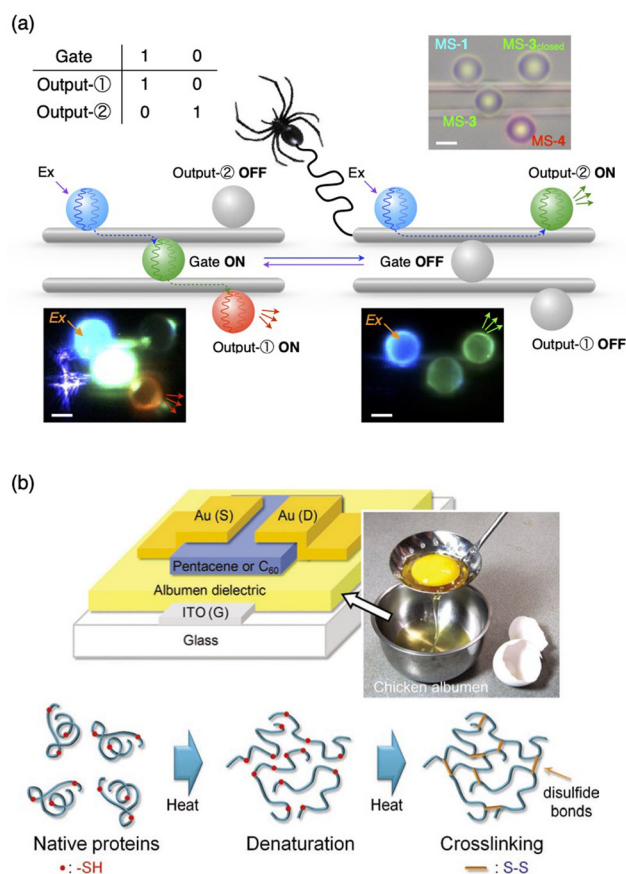 (a)
Gate 1 0
Output-① 1 0
Output-② 0 1
MS-1
MS-3closed
MS-3
MS-4
Ex
Output-② OFF
Gate ON
Output-① ON
Ex
Output-② ON
Gate OFF
Output-① OFF
Ex
Ex
(b)
Au (S)
Au (D)
Pentacene or C60
Albumen dielectric
ITO (G)
Glass
Chicken albumen
Heat
Heat
disulfide
bonds
Native proteins
Denaturation
Crosslinking
: -SH
: S-S